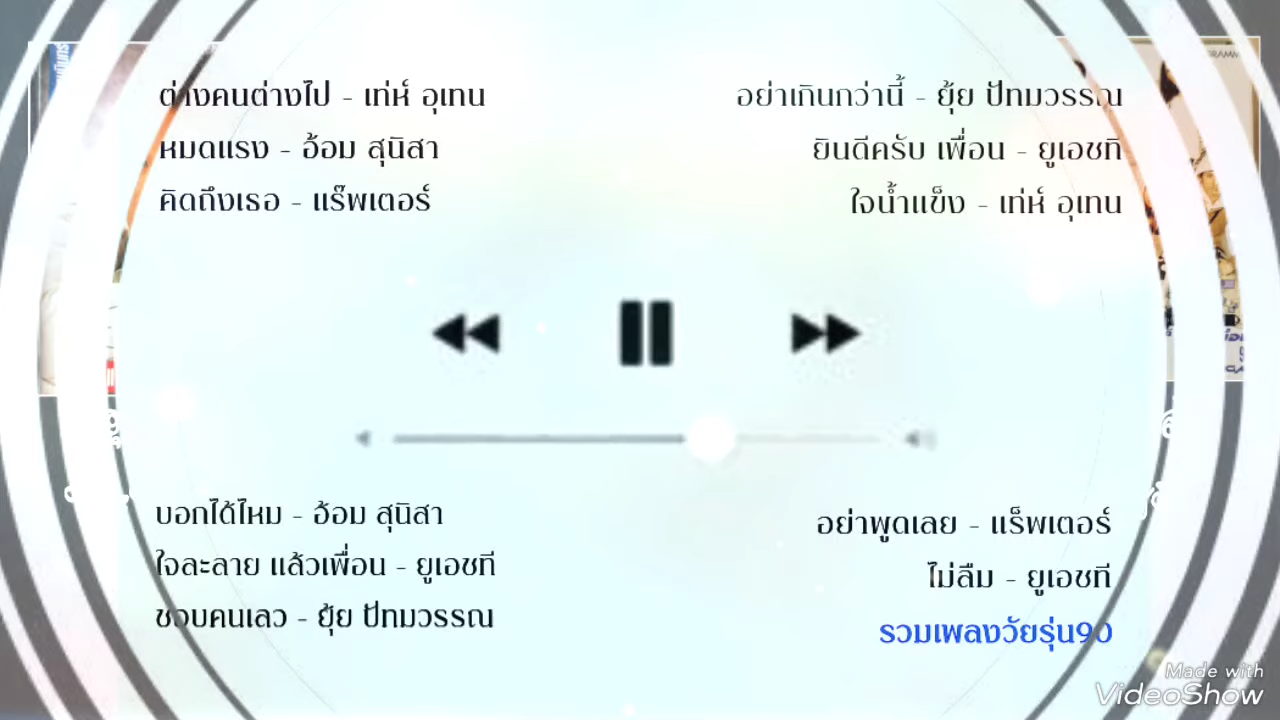 ต่างคนต่างไป - เท่ห์ อุเทน
หมดแรง - อ้อม สุนิสา
คิดถึงเธอ - แร๊พเตอร์
อย่าเกินกว่านี้ - ยุ้ย ปัทมวรรณ
ยินดีครับ เพื่อน - ยูเอชที
ใจน้ำแข็ง - เท่ห์ อุเทน
บอกได้ไหม - อ้อม สุนิสา
ใจละลาย แล้วเพื่อน - ยูเอชที
ชอบคนเลว - ยุ้ย ปัทมวรรณ
อย่าพูดเลย - แร็พเตอร์
ไม่ลืม - ยูเอชที
รวมเพลงวัยรุ่น90
Made with
VideoShow